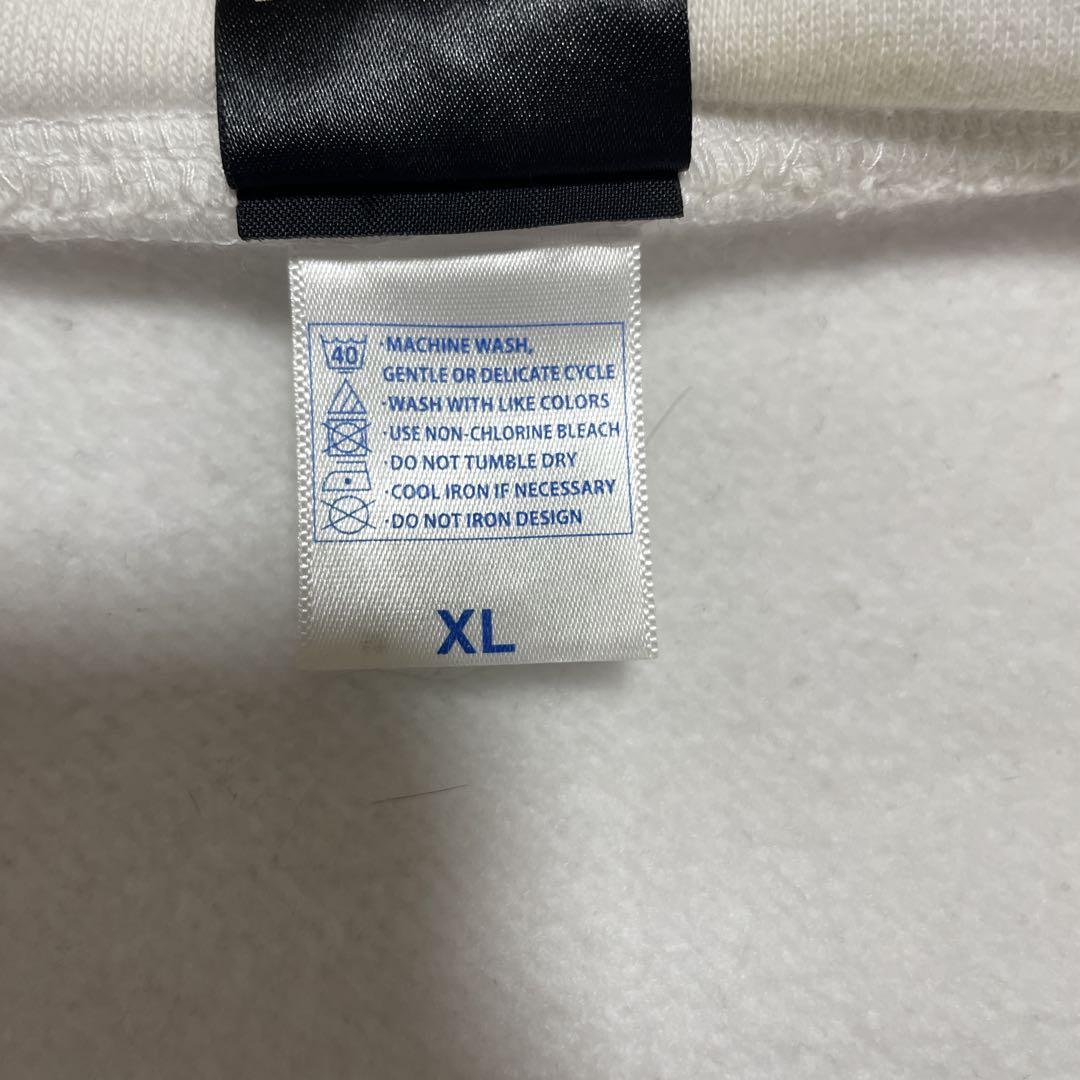 40
·MACHINE WASH,
GENTLE OR DELICATE CYCLE
·WASH WITH LIKE COLORS
·USE NON-CHLORINE BLEACH
·DO NOT TUMBLE DRY
·COOL IRON IF NECESSARY
·DO NOT IRON DESIGN
XL